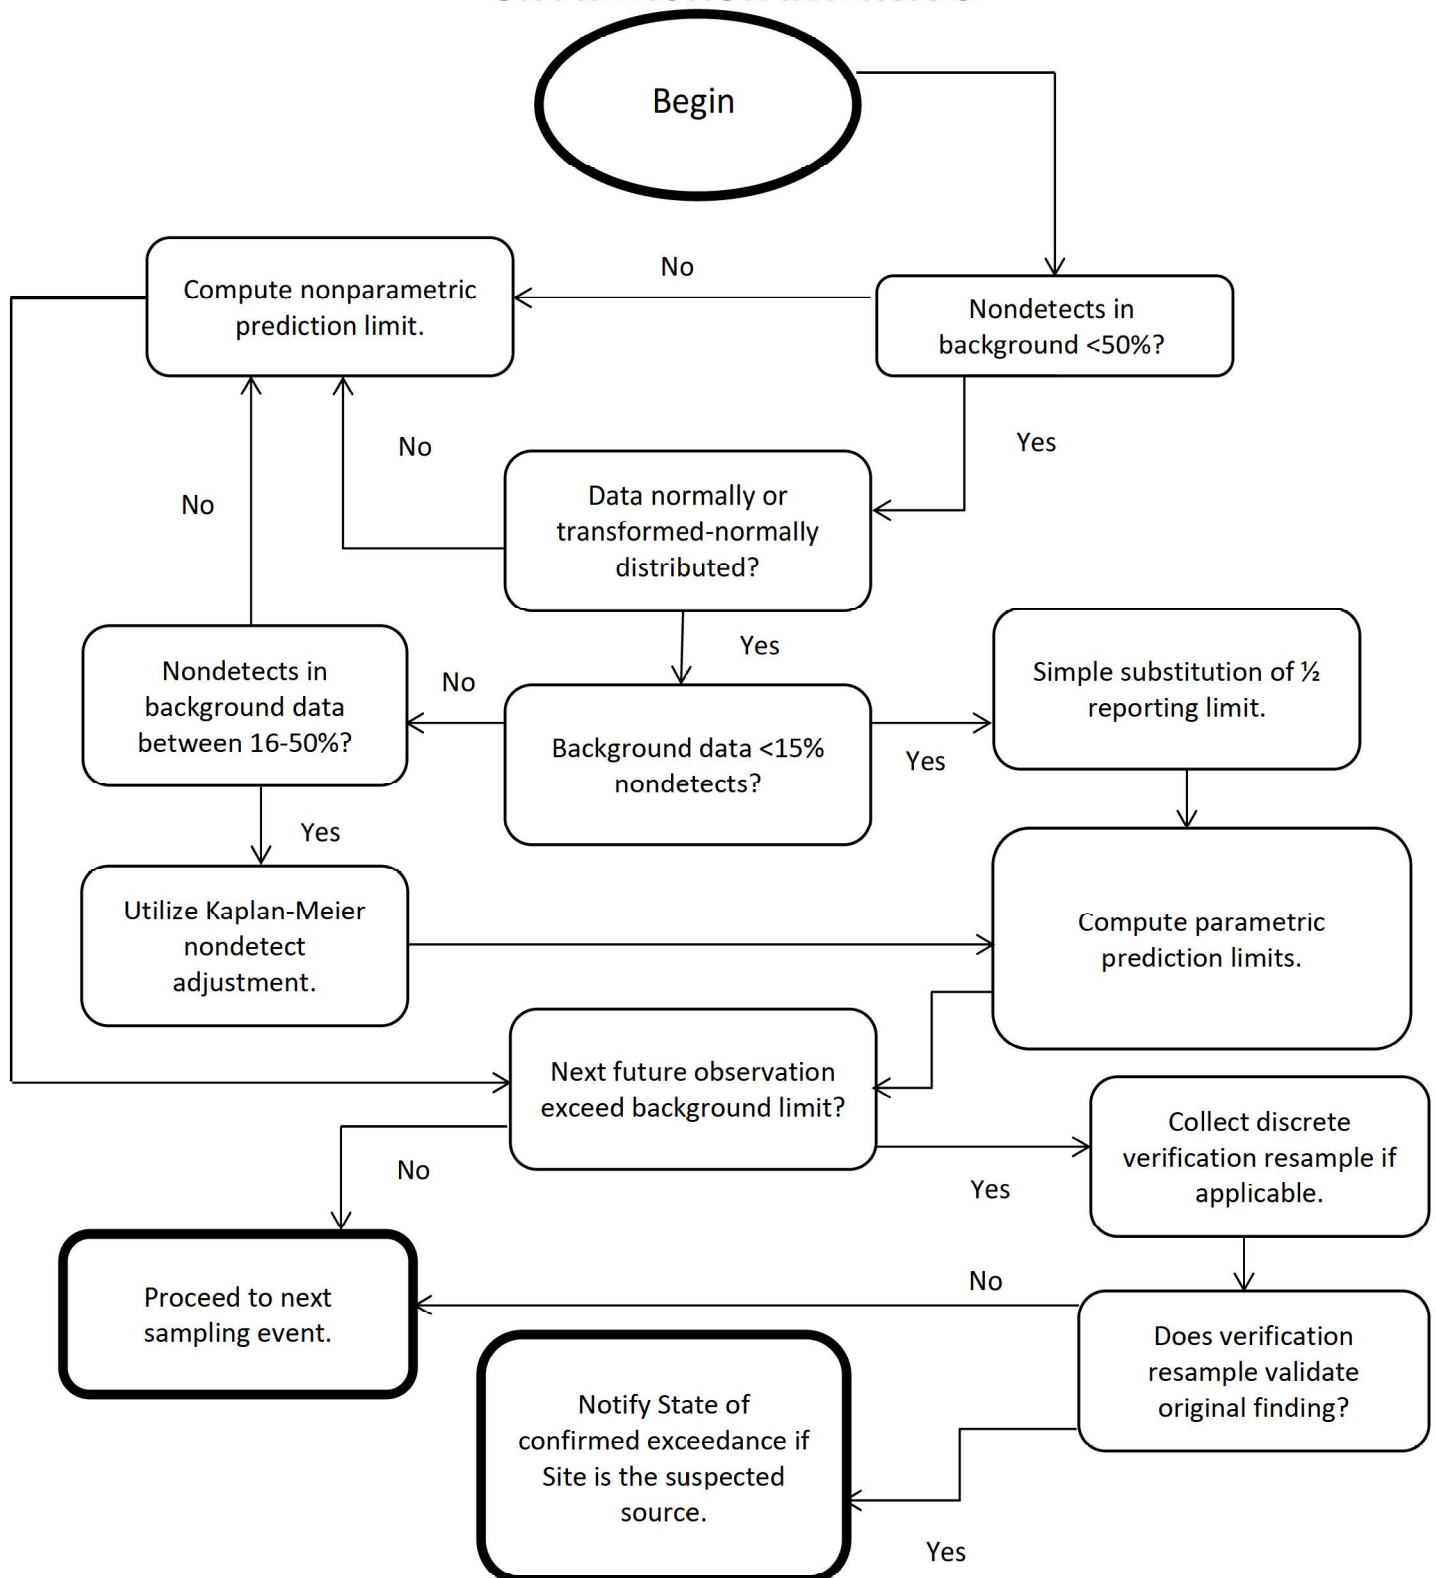 Begin
No
Compute nonparametric
prediction limit.
Nondetects in
background <50%?
Yes
No
Data normally or
transformed-normally
distributed?
No
Yes
Nondetects in
background data
between 16-50%?
No
Background data <15%
nondetects?
Yes
Simple substitution of ½
reporting limit.
Yes
Utilize Kaplan-Meier
nondetect
adjustment.
Compute parametric
prediction limits.
Next future observation
exceed background limit?
No
Yes
Collect discrete
verification resample if
applicable.
Proceed to next
sampling event.
No
Does verification
resample validate
original finding?
Notify State of
confirmed exceedance if
Site is the suspected
source.
Yes